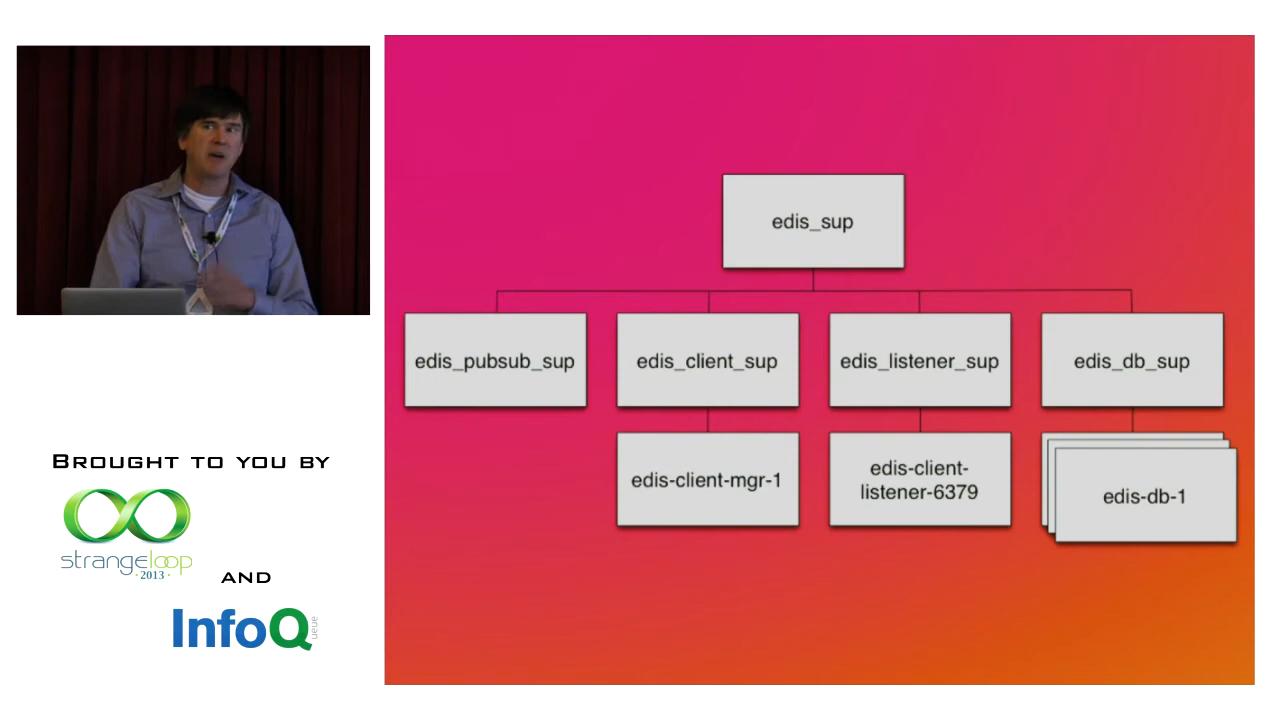 edis_sup
edis_pubsub_sup
edis_client_sup
edis_listener_sup
edis_db_sup
edis-client-mgr-1
edis-client-
listener-6379
edis-db-1
BROUGHT TO YOU BY
strangeloop
· 2013 ·
AND
InfoQ
ueue